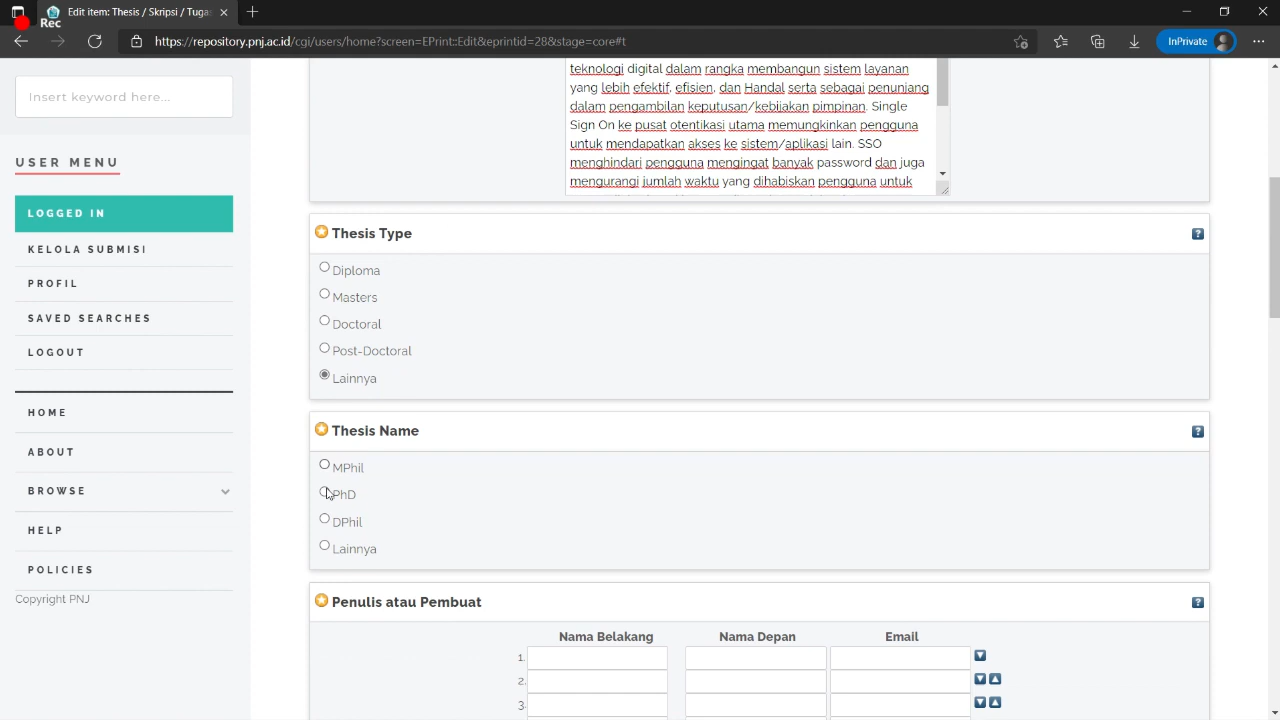 Edit item: Thesis / Skripsi / Tuga
Rec
https://repository.pnj.ac.id/cgi/users/home?screen=EPrint::Edit&eprintid=28&stage=core#t
InPrivate
Insert keyword here...
USER MENU
LOGGED IN
KELOLA SUBMISI
PROFIL
SAVED SEARCHES
LOGOUT
HOME
ABOUT
BROWSE
HELP
POLICIES
Copyright PNJ
teknologi digital dalam rangka membangun sistem layanan
yang lebih efektif, efisien, dan Handal serta sebagai penunjang
dalam pengambilan keputusan/kebijakan pimpinan. Single
Sign On ke pusat otentikasi utama memungkinkan pengguna
untuk mendapatkan akses ke sistem/aplikasi lain. SSO
menghindari pengguna mengingat banyak password dan juga
mengurangi jumlah waktu yang dihabiskan pengguna untuk
Thesis Type
Diploma
Masters
Doctoral
Post-Doctoral
Lainnya
Thesis Name
MPhil
PhD
DPhil
Lainnya
Penulis atau Pembuat
Nama Belakang Nama Depan Email
1.
2.
3.